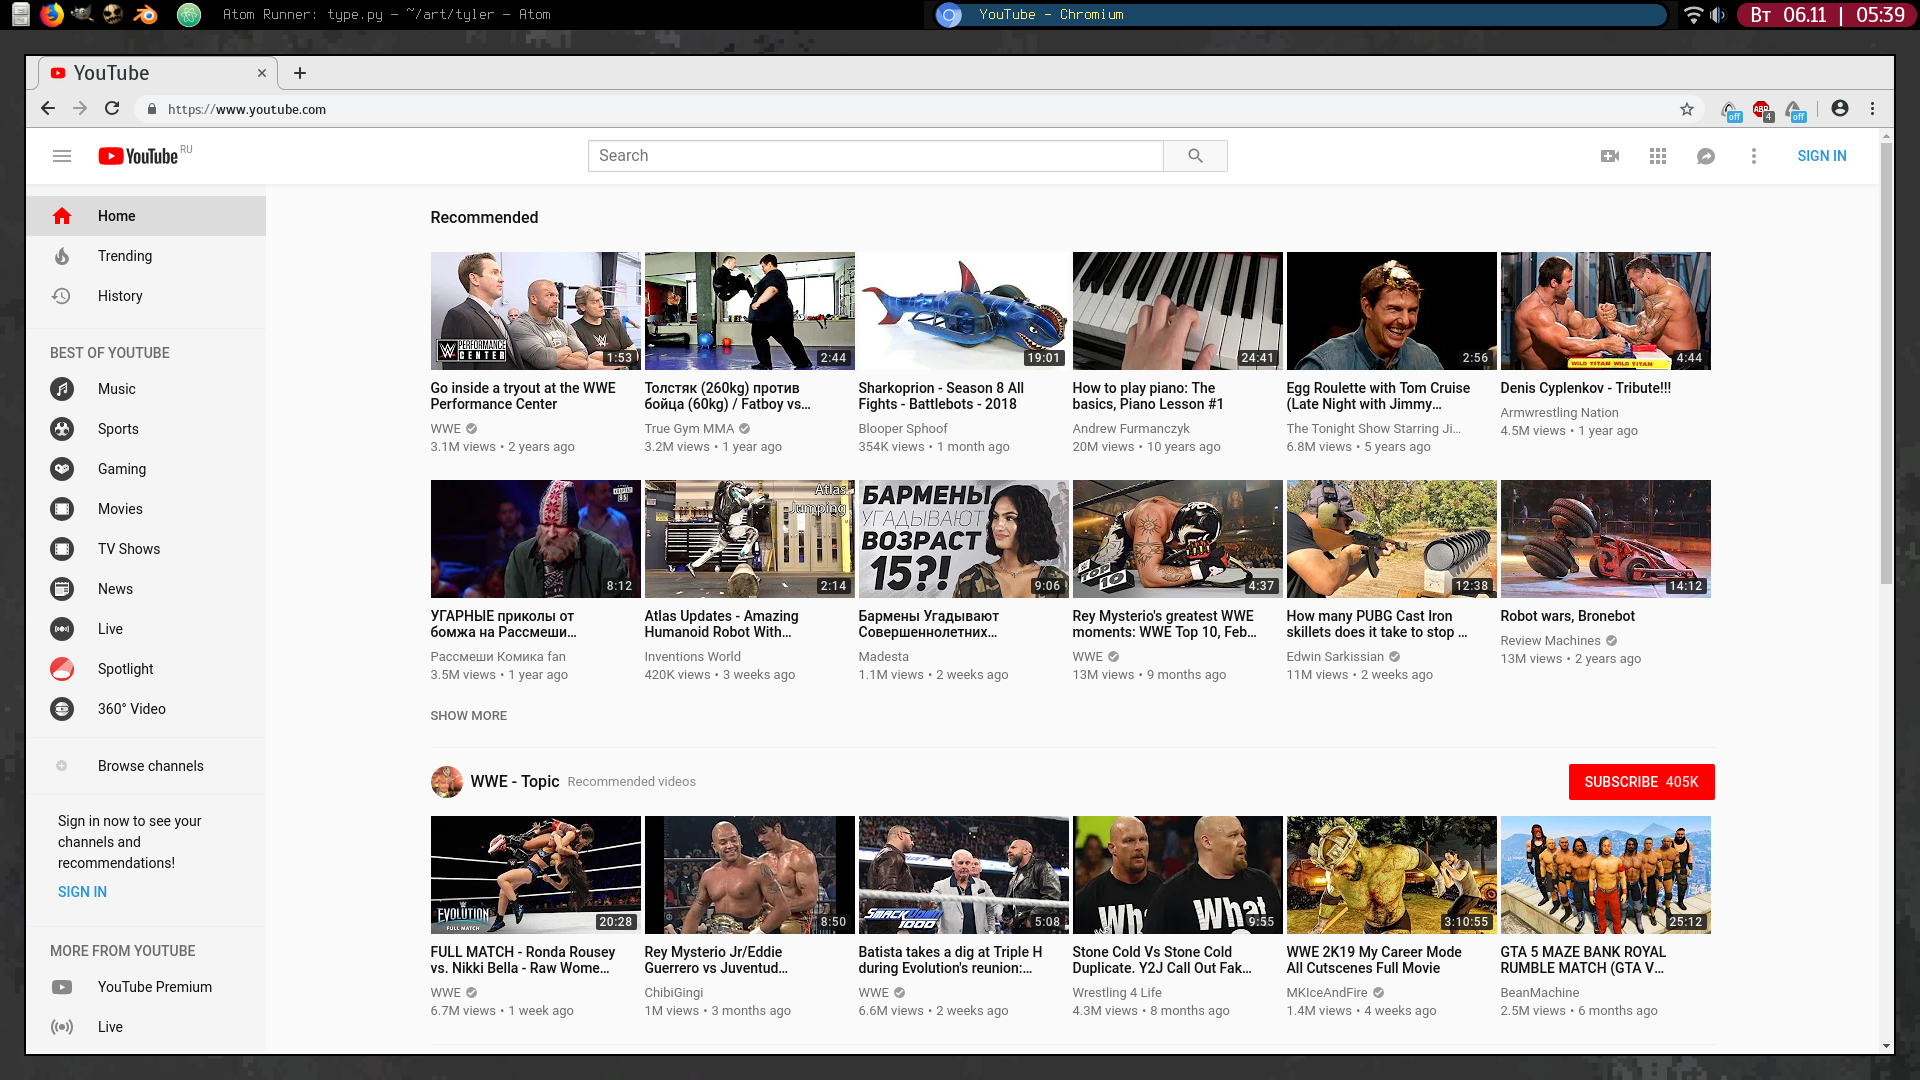 Atom Runner: type.py – ~/art/tyler – Atom
YouTube - Chromium
Вт 06.11 | 05:39
YouTube
https://www.youtube.com
off
ABP
4
off
YouTube RU
Search
SIGN IN
Home
Trending
History
BEST OF YOUTUBE
Music
Sports
Gaming
Movies
TV Shows
News
Live
Spotlight
360° Video
Browse channels
Sign in now to see your
channels and
recommendations!
SIGN IN
MORE FROM YOUTUBE
YouTube Premium
Live
Recommended
PERFORMANCE
CENTER
1:53
Go inside a tryout at the WWE
Performance Center
WWE
3.1M views • 2 years ago
2:44
Толстяк (260kg) против
бойца (60kg) / Fatboy vs...
True Gym MMA
3.2M views • 1 year ago
19:01
Sharkoprion - Season 8 All
Fights - Battlebots - 2018
Blooper Sphoof
354K views • 1 month ago
24:41
How to play piano: The
basics, Piano Lesson #1
Andrew Furmanczyk
20M views • 10 years ago
2:56
Egg Roulette with Tom Cruise
(Late Night with Jimmy...
The Tonight Show Starring Ji...
6.8M views • 5 years ago
WILD TITAN WILD TITAN
4:44
Denis Cyplenkov - Tribute!!!
Armwrestling Nation
4.5M views • 1 year ago
8:12
УГАРНЫЕ приколы от
бомжа на Рассмеши...
Рассмеши Комика fan
3.5M views • 1 year ago
Atlas
Jumping
2:14
Atlas Updates - Amazing
Humanoid Robot With...
Inventions World
420K views • 3 weeks ago
БАРМЕНЫ
УГАДЫВАЮТ
ВОЗРАСТ
15?!
9:06
Бармены Угадывают
Совершеннолетних...
Madesta
1.1M views • 2 weeks ago
TOP
10
4:37
Rey Mysterio's greatest WWE
moments: WWE Top 10, Feb...
WWE
13M views • 9 months ago
12:38
How many PUBG Cast Iron
skillets does it take to stop ...
Edwin Sarkissian
11M views • 2 weeks ago
14:12
Robot wars, Bronebot
Review Machines
13M views • 2 years ago
SHOW MORE
WWE - Topic Recommended videos
SUBSCRIBE 405K
EVOLUTION
FULL MATCH
20:28
FULL MATCH - Ronda Rousey
vs. Nikki Bella - Raw Wome...
WWE
6.7M views • 1 week ago
8:50
Rey Mysterio Jr/Eddie
Guerrero vs Juventud...
ChibiGingi
1M views • 3 months ago
SMACKDOWN
1000
5:08
Batista takes a dig at Triple H
during Evolution's reunion:...
WWE
6.6M views • 2 weeks ago
What
9:55
Stone Cold Vs Stone Cold
Duplicate. Y2J Call Out Fak...
Wrestling 4 Life
4.3M views • 8 months ago
3:10:55
WWE 2K19 My Career Mode
All Cutscenes Full Movie
MKIceAndFire
1.4M views • 4 weeks ago
25:12
GTA 5 MAZE BANK ROYAL
RUMBLE MATCH (GTA V...
BeanMachine
2.5M views • 6 months ago